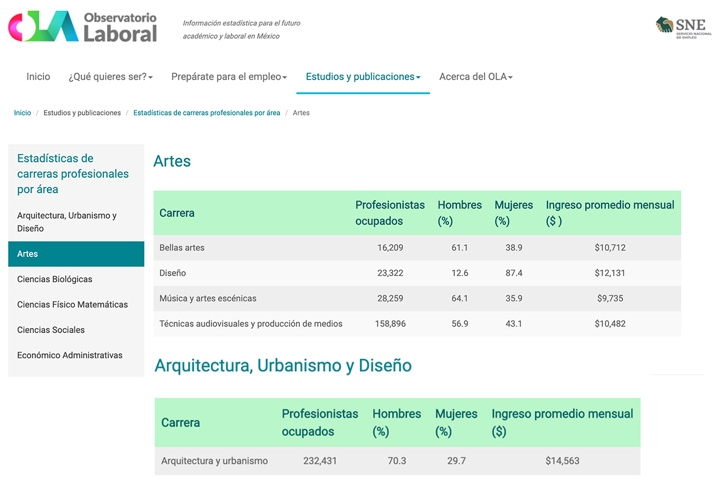 OLA Observatorio Laboral
Información estadística para el futuro
académico y laboral en México
SNE
SERVICIO NACIONAL DE EMPLEO
Inicio ¿Qué quieres ser? Prepárate para el empleo Estudios y publicaciones Acerca del OLA
Inicio / Estudios y publicaciones / Estadísticas de carreras profesionales por área / Artes
Estadísticas de
carreras profesionales
por área
Arquitectura, Urbanismo y
Diseño
Artes
Ciencias Biológicas
Ciencias Físico Matemáticas
Ciencias Sociales
Económico Administrativas
Artes
Carrera Profesionistas ocupados Hombres (%) Mujeres (%) Ingreso promedio mensual ($ )
Bellas artes 16,209 61.1 38.9 $10,712
Diseño 23,322 12.6 87.4 $12,131
Música y artes escénicas 28,259 64.1 35.9 $9,735
Técnicas audiovisuales y producción de medios 158,896 56.9 43.1 $10,482
Arquitectura, Urbanismo y Diseño
Carrera Profesionistas ocupados Hombres (%) Mujeres (%) Ingreso promedio mensual ($)
Arquitectura y urbanismo 232,431 70.3 29.7 $14,563